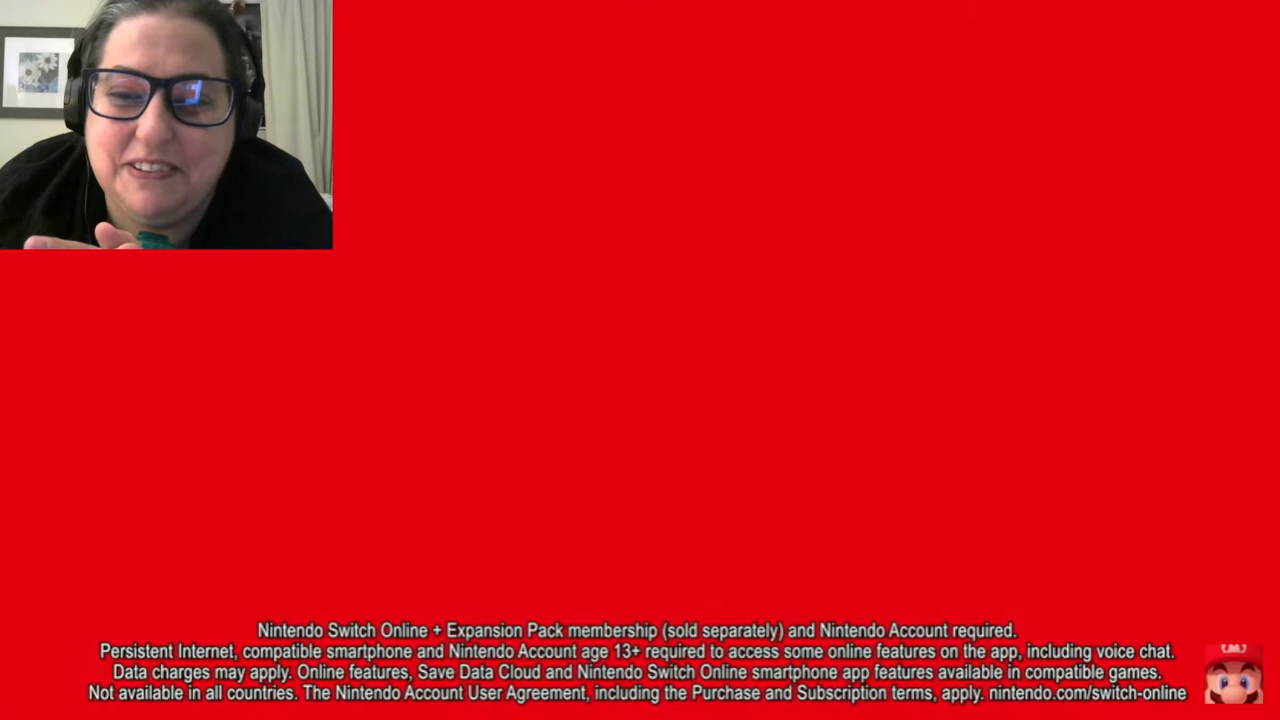 Nintendo Switch Online + Expansion Pack membership (sold separately) and Nintendo Account required.
Persistent Internet, compatible smartphone and Nintendo Account age 13+ required to access some online features on the app, including voice chat.
Data charges may apply. Online features, Save Data Cloud and Nintendo Switch Online smartphone app features available in compatible games.
Not available in all countries. The Nintendo Account User Agreement, including the Purchase and Subscription terms, apply. nintendo.com/switch-online